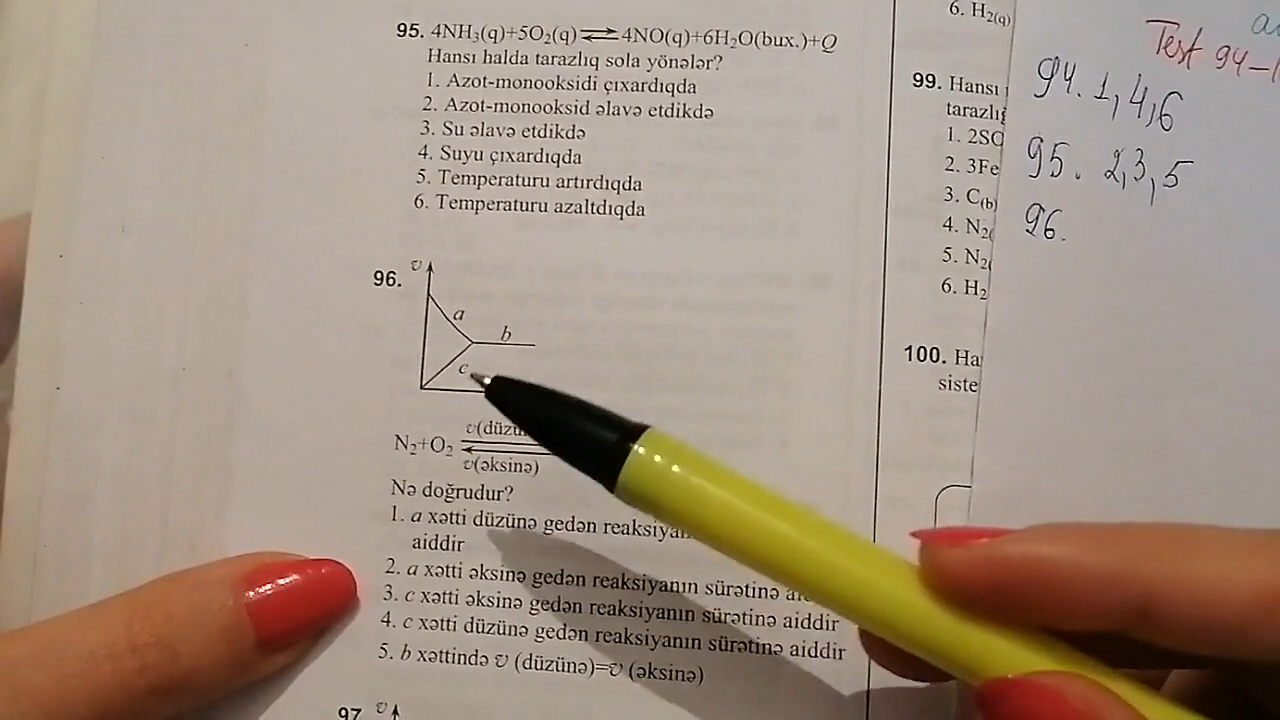 95. 4NH₃(q)+5O₂(q)⇌4NO(q)+6H₂O(bux.)+Q
Hansı halda tarazlıq sola yönələr?
1. Azot-monooksidi çıxardıqda
2. Azot-monooksid əlavə etdikdə
3. Su əlavə etdikdə
4. Suyu çıxardıqda
5. Temperaturu artırdıqda
6. Temperaturu azaltdıqda
96.
v
a
b
c
N₂+O₂
v(əksinə)
Nə doğrudur?
1. a xətti düzünə gedən
aiddir
2. a xətti əksinə gedən reaksiyanın sürətinə
3. c xətti əksinə gedən reaksiyanın sürətinə aiddir
4. c xətti düzünə gedən reaksiyanın sürətinə aiddir
5. b xəttində v (düzünə)=v (əksinə)
97
v
6. H₂(q)
99. Hansı
1. 2SO
2. 3Fe
3. C(b)
4. N₂(
5. N₂(
6. H₂
100. Ha
siste
Test 94–
94. 1,4,6
95. 2,3,5
96.